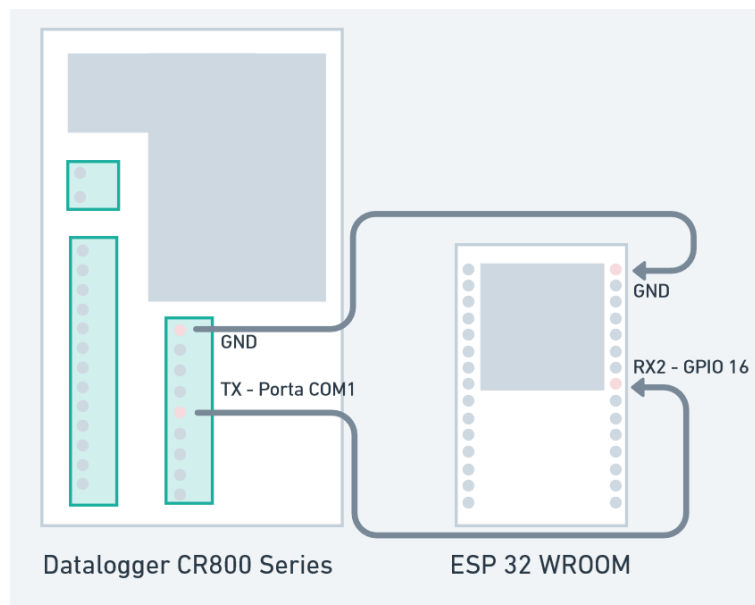 GND
GND
RX2 - GPIO 16
TX - Porta COM1
Datalogger CR800 Series
ESP 32 WROOM